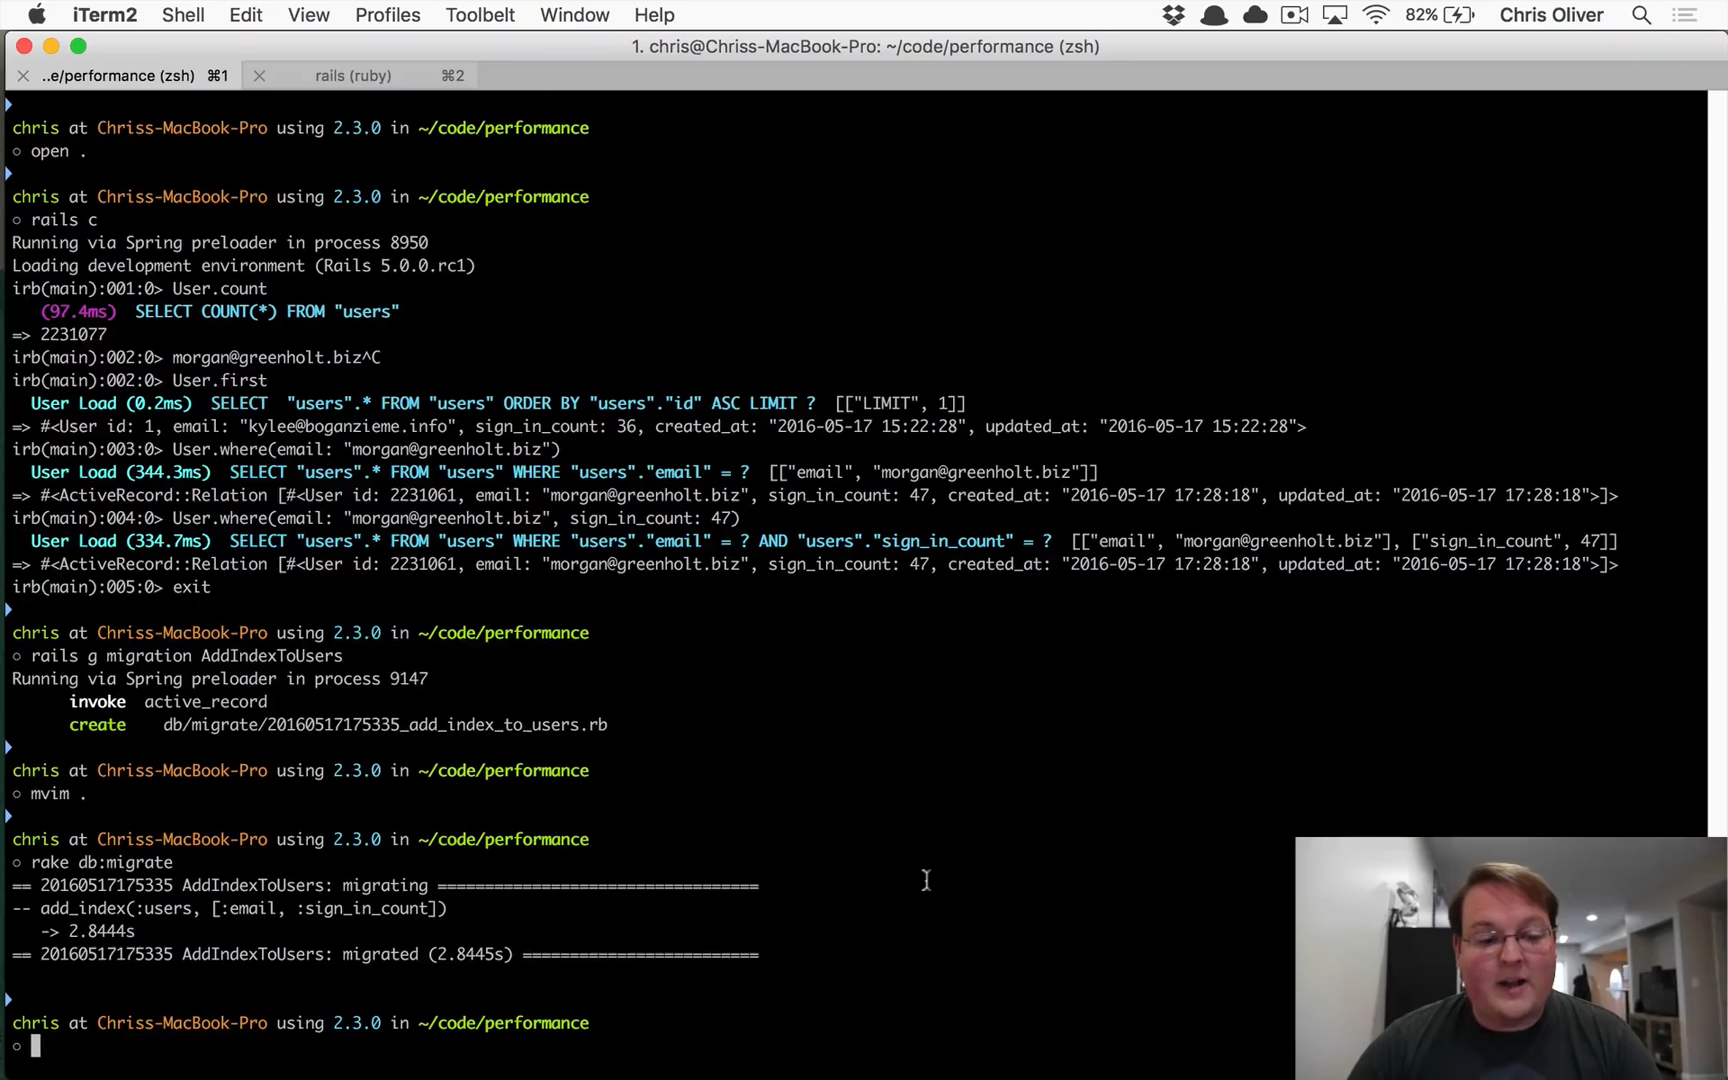 iTerm2 Shell Edit View Profiles Toolbelt Window Help 82% Chris Oliver
1. chris@Chriss-MacBook-Pro: ~/code/performance (zsh)
..e/performance (zsh) ⌘1 rails (ruby) ⌘2
chris at Chriss-MacBook-Pro using 2.3.0 in ~/code/performance
○ open .
chris at Chriss-MacBook-Pro using 2.3.0 in ~/code/performance
○ rails c
Running via Spring preloader in process 8950
Loading development environment (Rails 5.0.0.rc1)
irb(main):001:0> User.count
(97.4ms) SELECT COUNT(*) FROM "users"
=> 2231077
irb(main):002:0> morgan@greenholt.biz^C
irb(main):002:0> User.first
User Load (0.2ms) SELECT "users".* FROM "users" ORDER BY "users"."id" ASC LIMIT ? [["LIMIT", 1]]
=> #<User id: 1, email: "kylee@boganzieme.info", sign_in_count: 36, created_at: "2016-05-17 15:22:28", updated_at: "2016-05-17 15:22:28">
irb(main):003:0> User.where(email: "morgan@greenholt.biz")
User Load (344.3ms) SELECT "users".* FROM "users" WHERE "users"."email" = ? [["email", "morgan@greenholt.biz"]]
=> #<ActiveRecord::Relation [#<User id: 2231061, email: "morgan@greenholt.biz", sign_in_count: 47, created_at: "2016-05-17 17:28:18", updated_at: "2016-05-17 17:28:18">]>
irb(main):004:0> User.where(email: "morgan@greenholt.biz", sign_in_count: 47)
User Load (334.7ms) SELECT "users".* FROM "users" WHERE "users"."email" = ? AND "users"."sign_in_count" = ? [["email", "morgan@greenholt.biz"], ["sign_in_count", 47]]
=> #<ActiveRecord::Relation [#<User id: 2231061, email: "morgan@greenholt.biz", sign_in_count: 47, created_at: "2016-05-17 17:28:18", updated_at: "2016-05-17 17:28:18">]>
irb(main):005:0> exit
chris at Chriss-MacBook-Pro using 2.3.0 in ~/code/performance
○ rails g migration AddIndexToUsers
Running via Spring preloader in process 9147
invoke active_record
create db/migrate/20160517175335_add_index_to_users.rb
chris at Chriss-MacBook-Pro using 2.3.0 in ~/code/performance
○ mvim .
chris at Chriss-MacBook-Pro using 2.3.0 in ~/code/performance
○ rake db:migrate
== 20160517175335 AddIndexToUsers: migrating ==================================
-- add_index(:users, [:email, :sign_in_count])
-> 2.8444s
== 20160517175335 AddIndexToUsers: migrated (2.8445s) =========================
chris at Chriss-MacBook-Pro using 2.3.0 in ~/code/performance
○